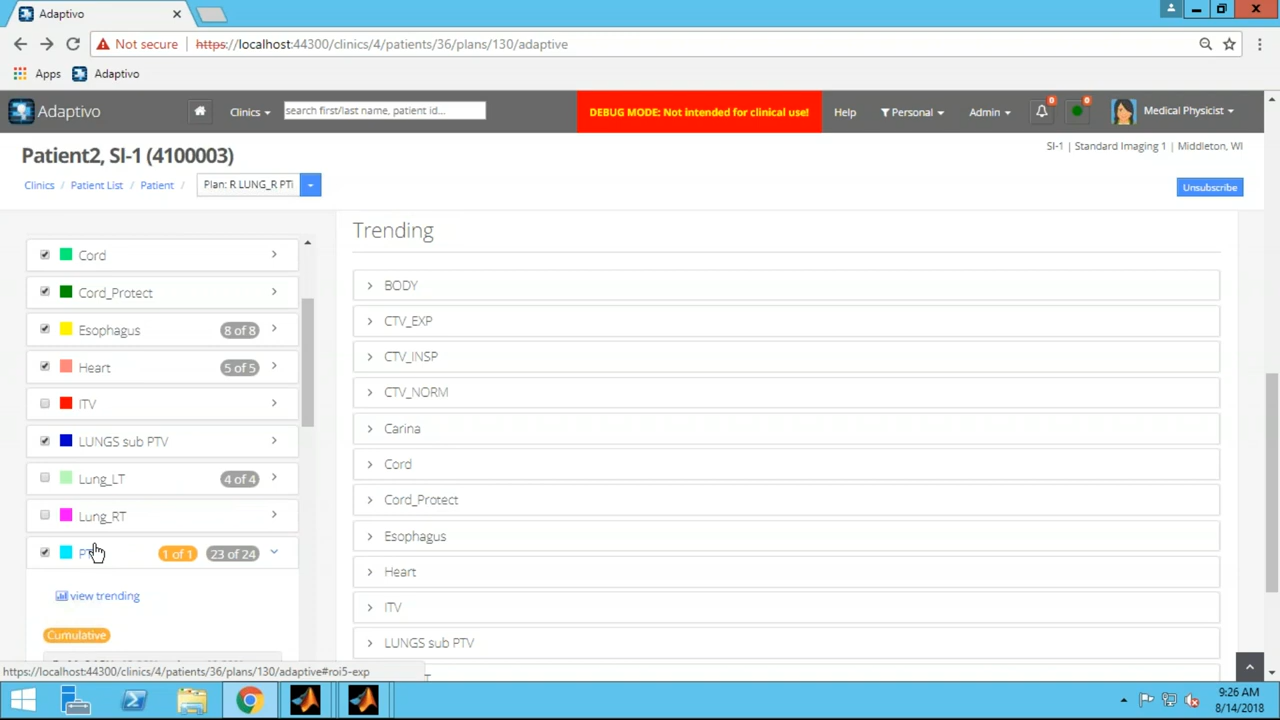 Adaptivo
Not secure
https://localhost:44300/clinics/4/patients/36/plans/130/adaptive
Apps
Adaptivo
Adaptivo
Clinics
search first/last name, patient id...
DEBUG MODE: Not intended for clinical use!
Help
Personal
Admin
0
0
Medical Physicist
Patient2, SI-1 (4100003)
SI-1 | Standard Imaging 1 | Middleton, WI
Clinics / Patient List / Patient /
Plan: R LUNG_R PTI
Unsubscribe
Cord
Cord_Protect
Esophagus 8 of 8
Heart 5 of 5
ITV
LUNGS sub PTV
Lung_LT 4 of 4
Lung_RT
1 of 1 23 of 24
view trending
Cumulative
Trending
BODY
CTV_EXP
CTV_INSP
CTV_NORM
Carina
Cord
Cord_Protect
Esophagus
Heart
ITV
LUNGS sub PTV
https://localhost:44300/clinics/4/patients/36/plans/130/adaptive#roi5-exp
9:26 AM
8/14/2018